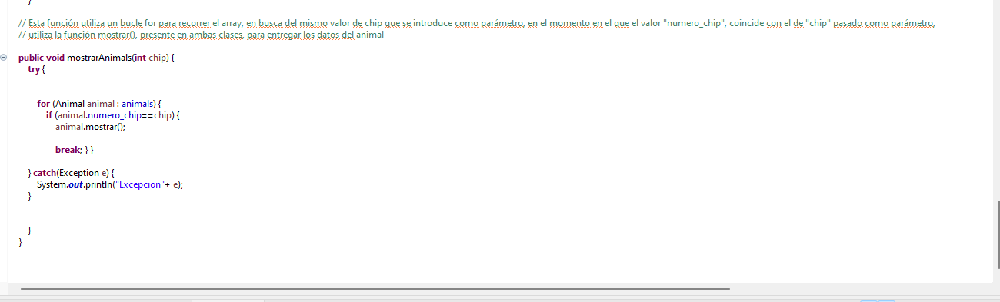 }
// Esta función utiliza un bucle for para recorrer el array, en busca del mismo valor de chip que se introduce como parámetro, en el momento en el que el valor "numero_chip", coincide con el de "chip" pasado como parámetro,
// utiliza la función mostrar(), presente en ambas clases, para entregar los datos del animal
public void mostrarAnimals(int chip) {
try {
for (Animal animal : animals) {
if (animal.numero_chip==chip) {
animal.mostrar();
break; } }
} catch(Exception e) {
System.out.println("Excepcion"+ e);
}
}
}